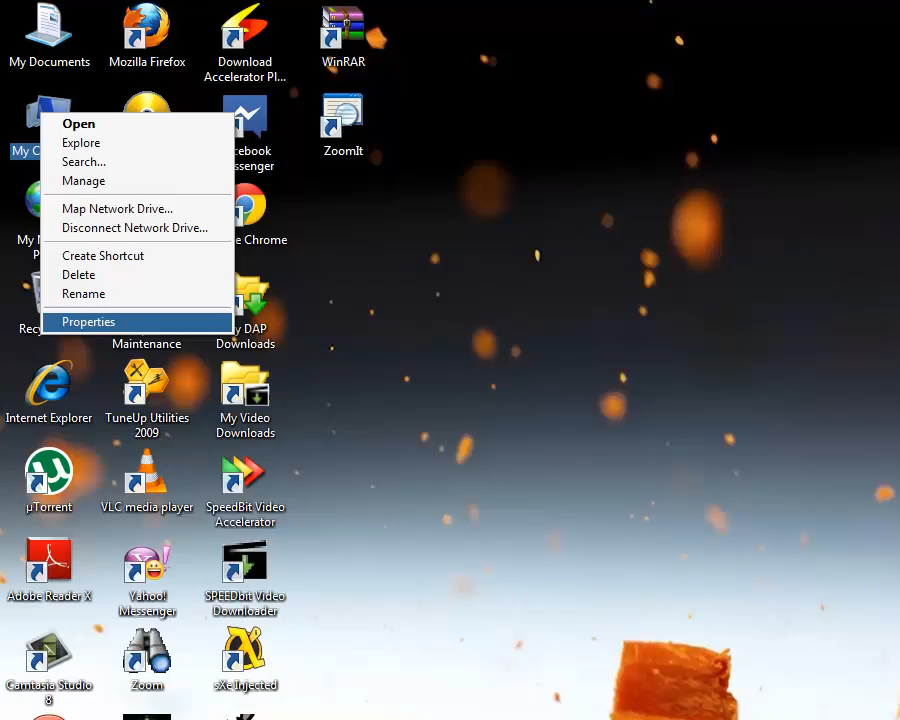 My Documents
Mozilla Firefox
Download
Accelerator Pl...
WinRAR
My C
Open
Explore
Search...
Manage
Map Network Drive...
Disconnect Network Drive...
Create Shortcut
Delete
Rename
Properties
cebook
ssenger
ZoomIt
My N
P
e Chrome
Recy
Maintenance
y DAP
Downloads
Internet Explorer
TuneUp Utilities
2009
My Video
Downloads
µTorrent
VLC media player
SpeedBit Video
Accelerator
Adobe Reader X
Yahoo!
Messenger
SPEEDbit Video
Downloader
Camtasia Studio
8
Zoom
sXe Injected